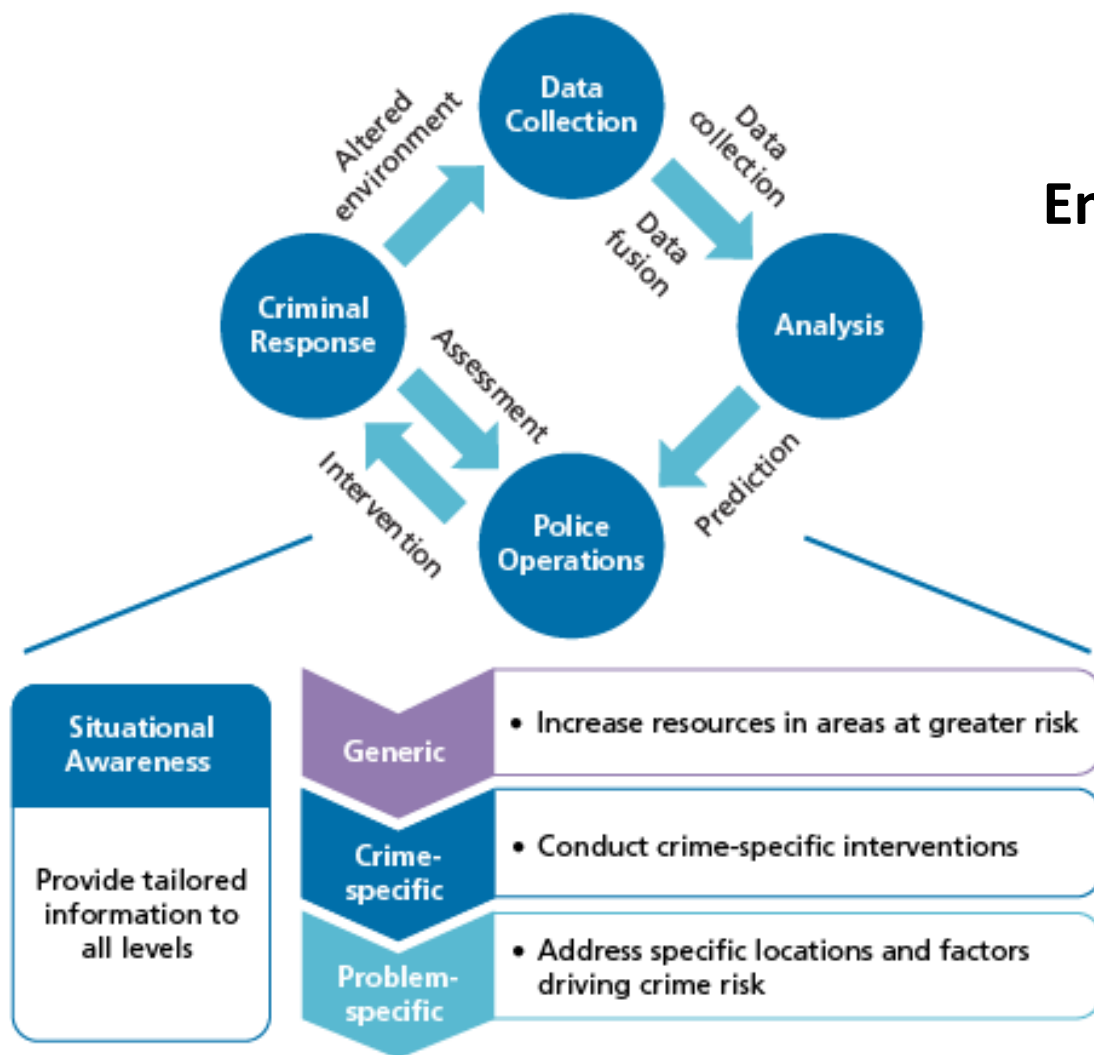 Data
Collection
Altered
environment
Data
collection
Data
fusion
Er
Criminal
Response
Analysis
Assessment
Intervention
Prediction
Police
Operations
Situational
Awareness
Provide tailored
information to
all levels
Generic
• Increase resources in areas at greater risk
Crime-
specific
• Conduct crime-specific interventions
Problem-
specific
• Address specific locations and factors
driving crime risk